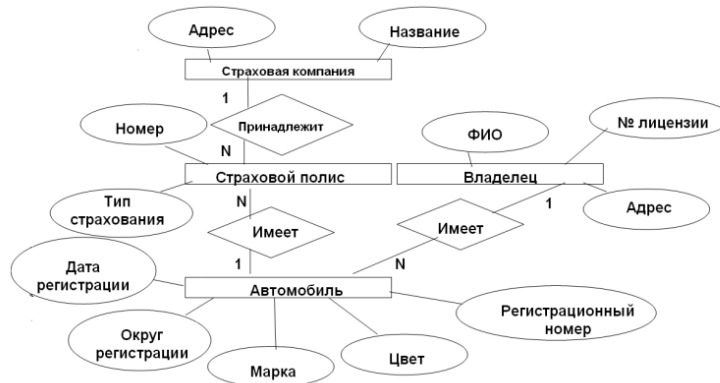 Адрес
Название
Страховая компания
1
Принадлежит
N
Номер
ФИО
№ лицензии
Страховой полис
Владелец
Тип
страхования
N
Имеет
1
Имеет
1
N
Адрес
Дата
регистрации
Автомобиль
Регистрационный
номер
Округ
регистрации
Марка
Цвет